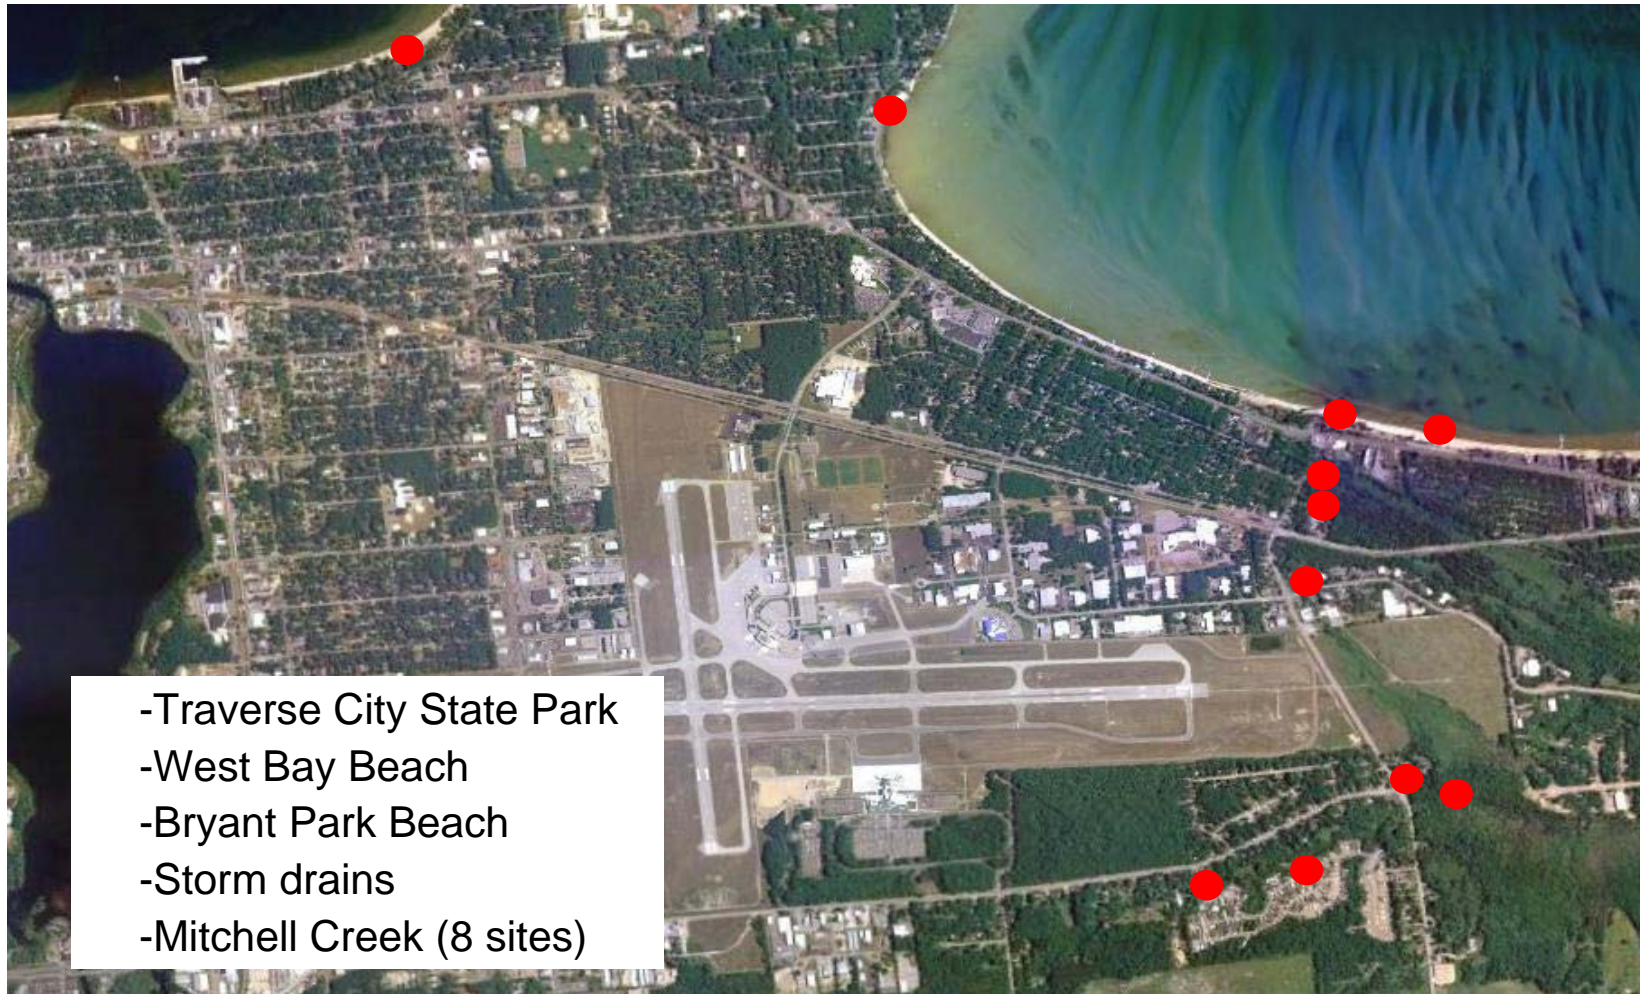 -Traverse City State Park
-West Bay Beach
-Bryant Park Beach
-Storm drains
-Mitchell Creek (8 sites)